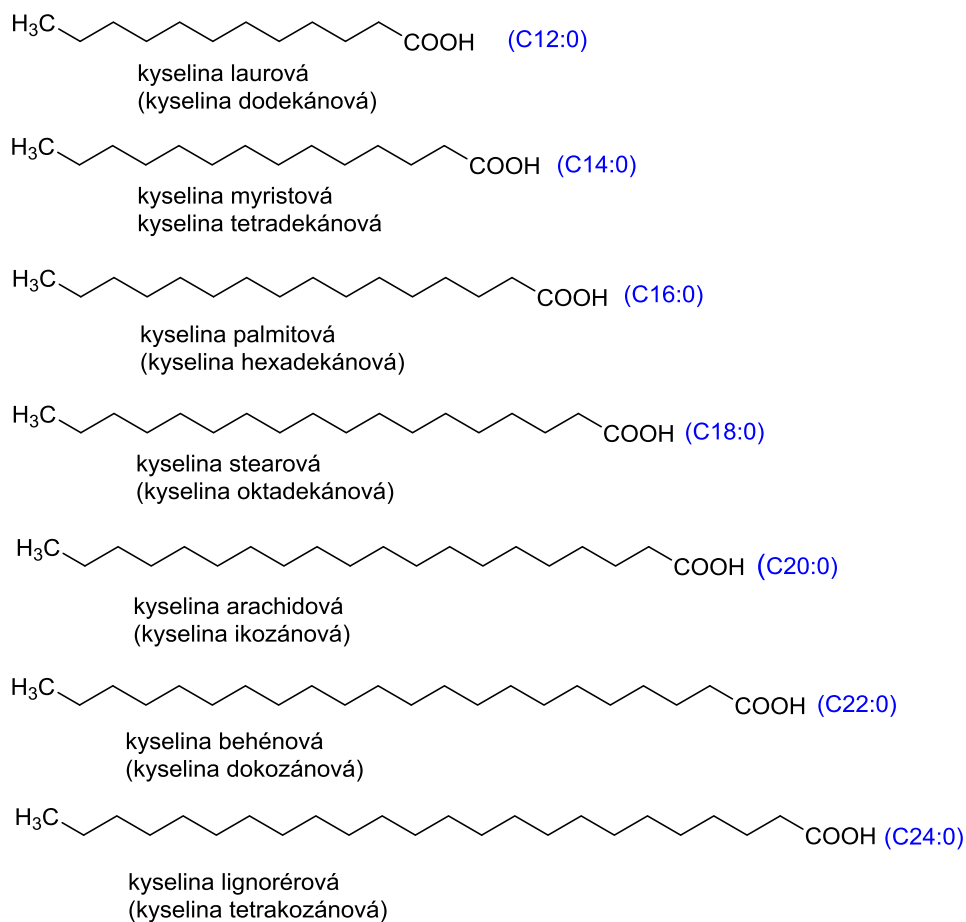 H3C COOH (C12:0)
kyselina laurová
(kyselina dodekánová)
H3C COOH (C14:0)
kyselina myristová
kyselina tetradekánová
H3C COOH (C16:0)
kyselina palmitová
(kyselina hexadekánová)
H3C COOH (C18:0)
kyselina stearová
(kyselina oktadekánová)
H3C COOH (C20:0)
kyselina arachidová
(kyselina ikozánová)
H3C COOH (C22:0)
kyselina behénová
(kyselina dokozánová)
H3C COOH (C24:0)
kyselina lignorérová
(kyselina tetrakozánová)